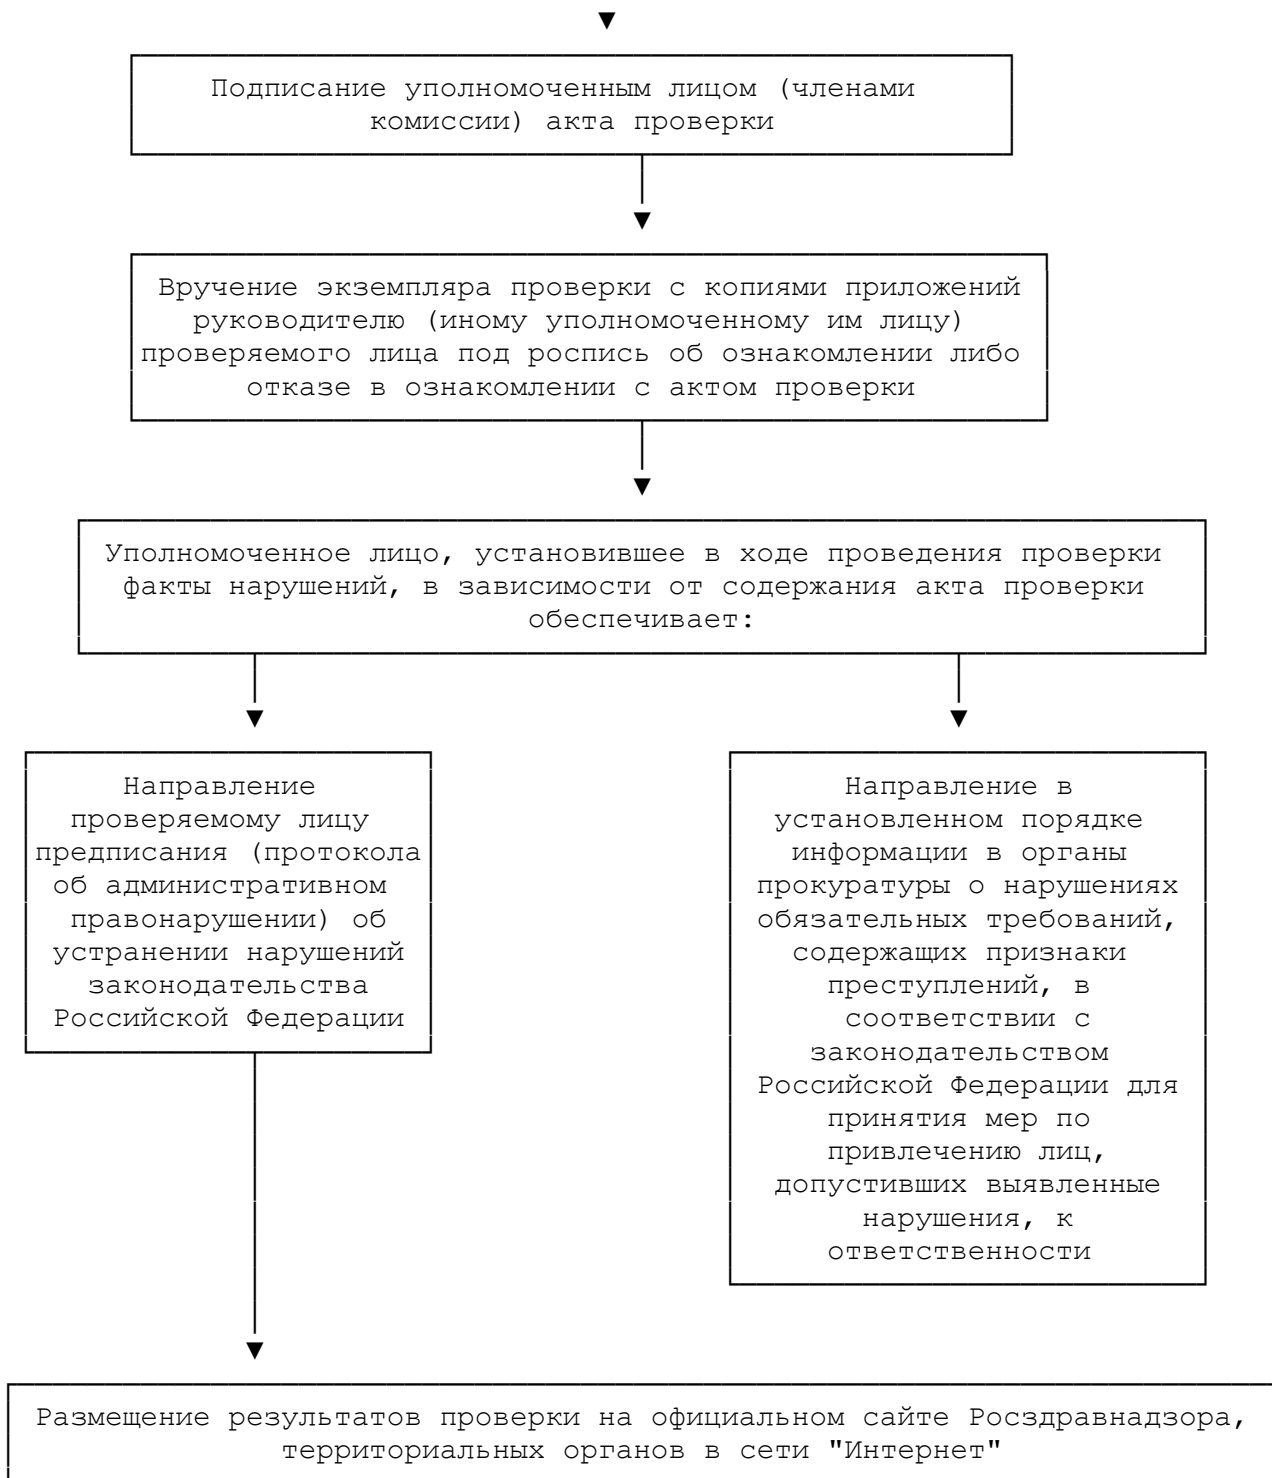 Подписание уполномоченным лицом (членами
комиссии) акта проверки
Вручение экземпляра проверки с копиями приложений
руководителю (иному уполномоченному им лицу)
проверяемого лица под роспись об ознакомлении либо
отказе в ознакомлении с актом проверки
Уполномоченное лицо, установившее в ходе проведения проверки
факты нарушений, в зависимости от содержания акта проверки
обеспечивает:
Направление
проверяемому лицу
предписания (протокола
об административном
правонарушении) об
устранении нарушений
законодательства
Российской Федерации
Направление в
установленном порядке
информации в органы
прокуратуры о нарушениях
обязательных требований,
содержащих признаки
преступлений, в
соответствии с
законодательством
Российской Федерации для
принятия мер по
привлечению лиц,
допустивших выявленные
нарушения, к
ответственности
Размещение результатов проверки на официальном сайте Росздравнадзора,
территориальных органов в сети "Интернет"